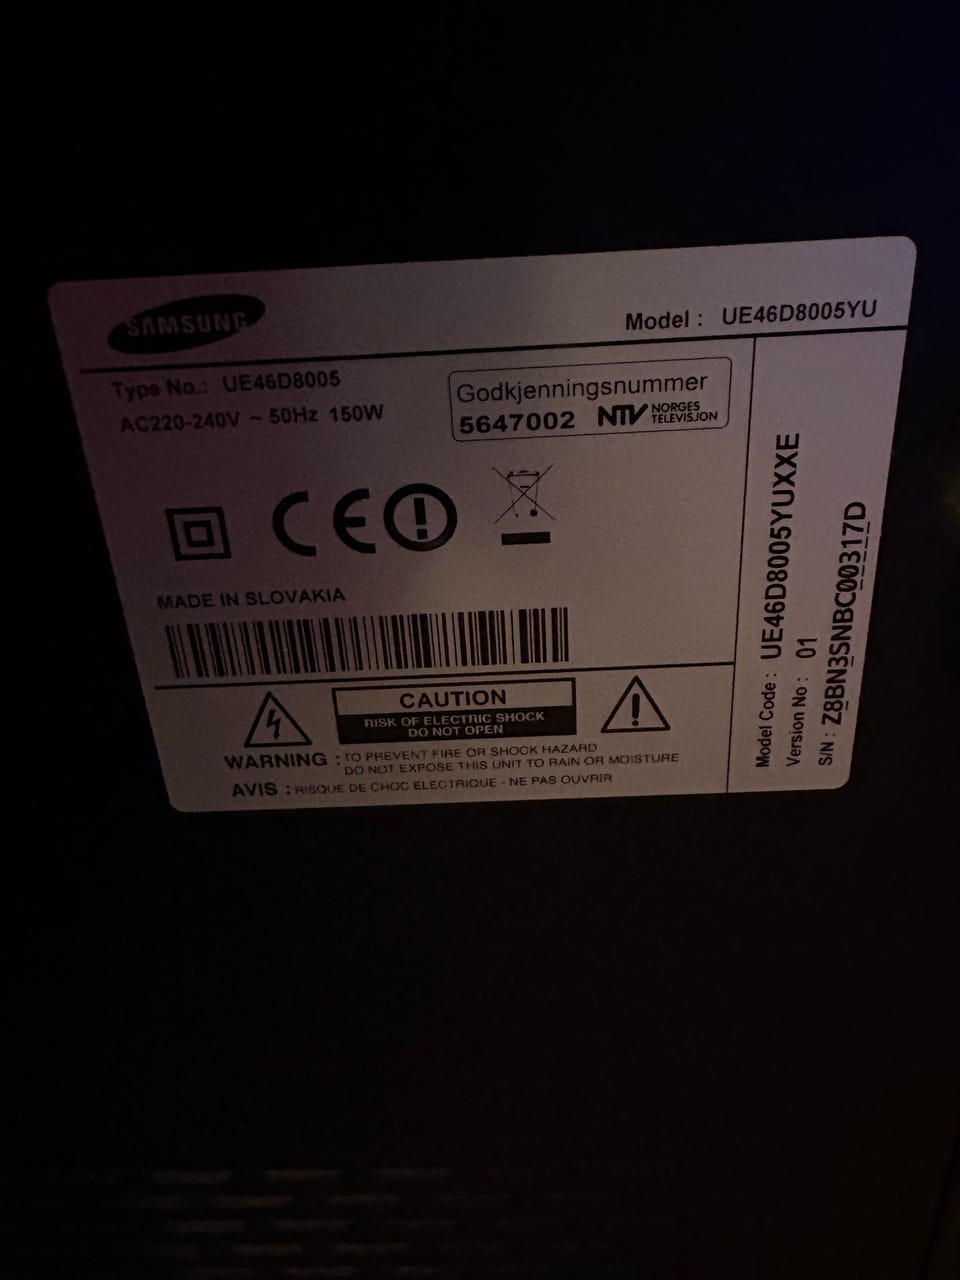 SAMSUNG
Model : UE46D8005YU
Type No.: UE46D8005
AC220-240V ~ 50Hz 150W
Godkjenningsnummer
5647002 NTV NORGES TELEVISJON
CE
MADE IN SLOVAKIA
CAUTION
RISK OF ELECTRIC SHOCK
DO NOT OPEN
WARNING : TO PREVENT FIRE OR SHOCK HAZARD
DO NOT EXPOSE THIS UNIT TO RAIN OR MOISTURE
AVIS : RISQUE DE CHOC ELECTRIQUE - NE PAS OUVRIR
Model Code : UE46D8005YUXXE
Version No : 01
S/N : Z8BN3SNBC00317D